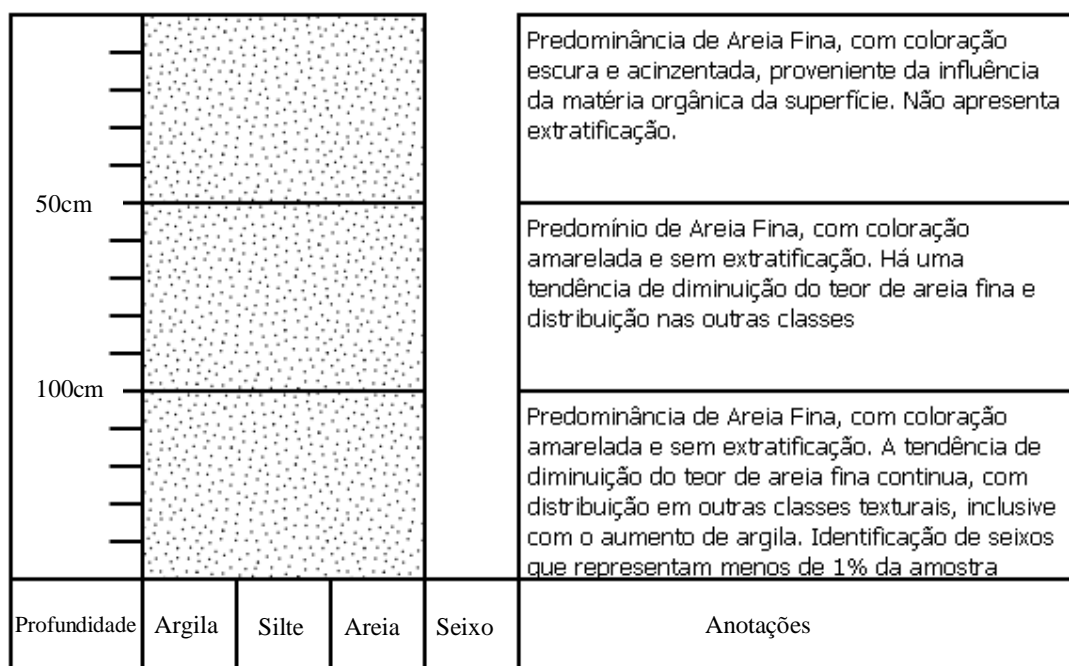 Predominância de Areia Fina, com coloração
escura e acinzentada, proveniente da influência
da matéria orgânica da superfície. Não apresenta
extratificação.
50cm
Predomínio de Areia Fina, com coloração
amarelada e sem extratificação. Há uma
tendência de diminuição do teor de areia fina e
distribuição nas outras classes
100cm
Predominância de Areia Fina, com coloração
amarelada e sem extratificação. A tendência de
diminuição do teor de areia fina continua, com
distribuição em outras classes texturais, inclusive
com o aumento de argila. Identificação de seixos
que representam menos de 1% da amostra
Profundidade Argila Silte Areia Seixo Anotações